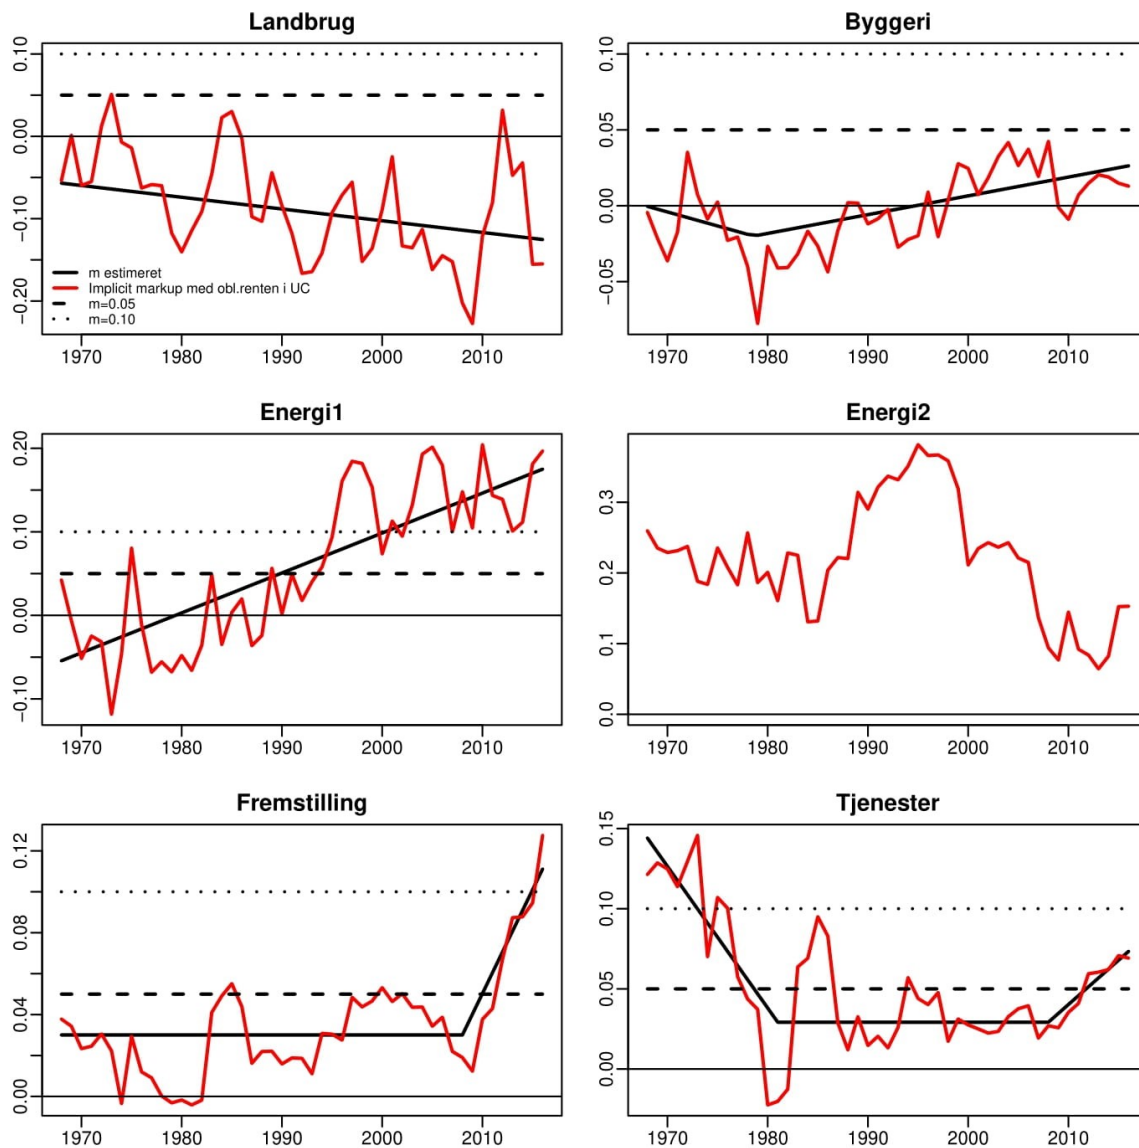 Landbrug
0.10
0.00
−0.10
−0.20
m estimeret
Implicit markup med obl.renten i UC
m=0.05
m=0.10
1970 1980 1990 2000 2010
Byggeri
0.10
0.05
0.00
−0.05
1970 1980 1990 2000 2010
Energi1
0.20
0.10
0.00
−0.10
1970 1980 1990 2000 2010
Energi2
0.3
0.2
0.1
0.0
1970 1980 1990 2000 2010
Fremstilling
0.12
0.08
0.04
0.00
1970 1980 1990 2000 2010
Tjenester
0.15
0.10
0.05
0.00
1970 1980 1990 2000 2010